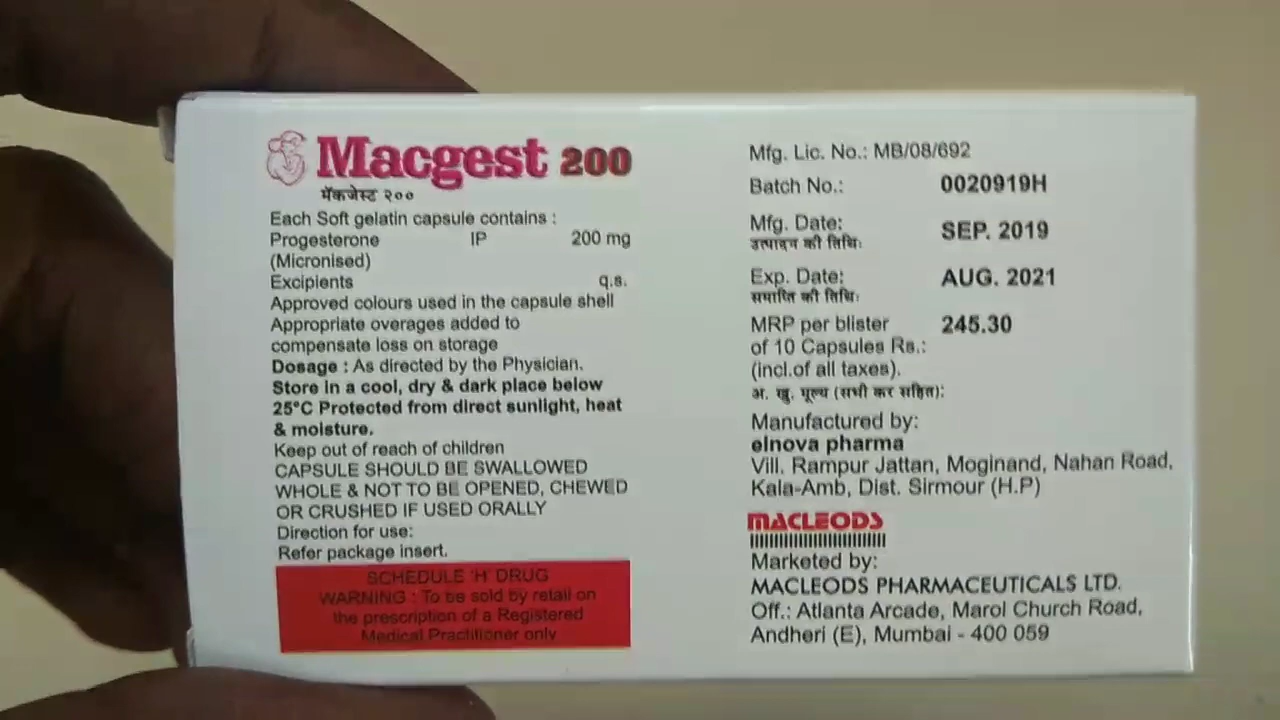 Macgest 200
मॅकजेस्ट २००
Each Soft gelatin capsule contains :
Progesterone IP 200 mg
(Micronised)
Excipients q.s.
Approved colours used in the capsule shell
Appropriate overages added to
compensate loss on storage
Dosage : As directed by the Physician.
Store in a cool, dry & dark place below
25°C Protected from direct sunlight, heat
& moisture.
Keep out of reach of children
CAPSULE SHOULD BE SWALLOWED
WHOLE & NOT TO BE OPENED, CHEWED
OR CRUSHED IF USED ORALLY
Direction for use:
Refer package insert.
SCHEDULE 'H' DRUG
WARNING : To be sold by retail on
the prescription of a Registered
Medical Practitioner only
Mfg. Lic. No.: MB/08/692
Batch No.: 0020919H
Mfg. Date: SEP. 2019
उत्पादन की तिथि:
Exp. Date: AUG. 2021
समाप्ति की तिथि:
MRP per blister 245.30
of 10 Capsules Rs.:
(incl.of all taxes).
अ. खु. मूल्य (सभी कर सहित):
Manufactured by:
elnova pharma
Vill. Rampur Jattan, Moginand, Nahan Road,
Kala-Amb, Dist. Sirmour (H.P)
MACLEODS
Marketed by:
MACLEODS PHARMACEUTICALS LTD.
Off.: Atlanta Arcade, Marol Church Road,
Andheri (E), Mumbai - 400 059